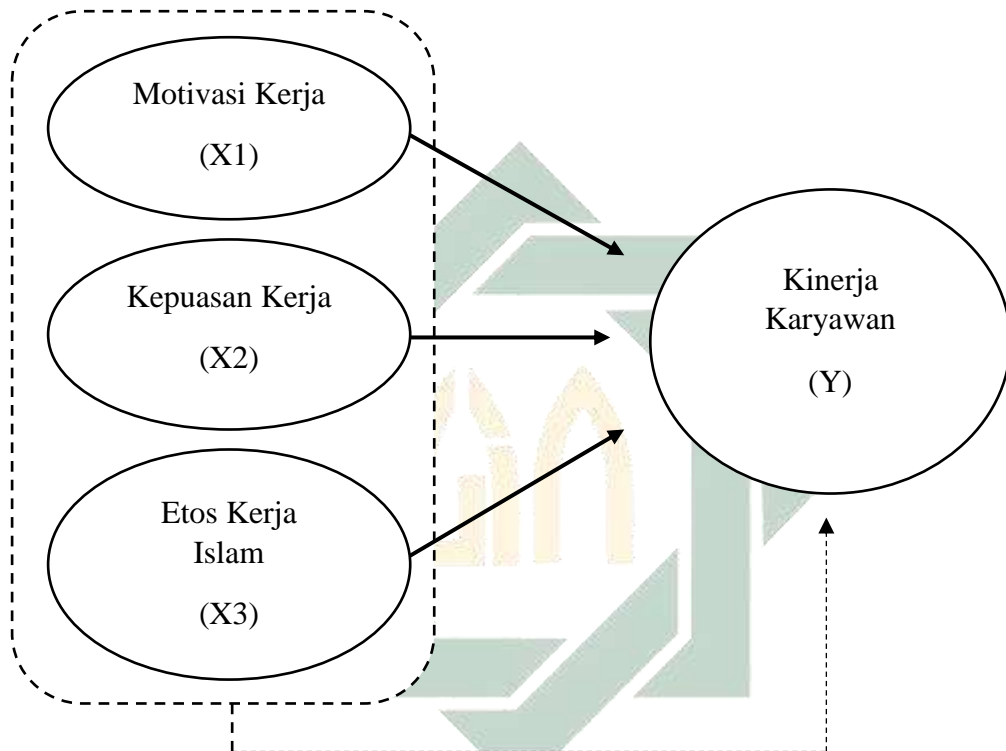 Motivasi Kerja
(X1)
Kepuasan Kerja
(X2)
Etos Kerja
Islam
(X3)
Kinerja
Karyawan
(Y)